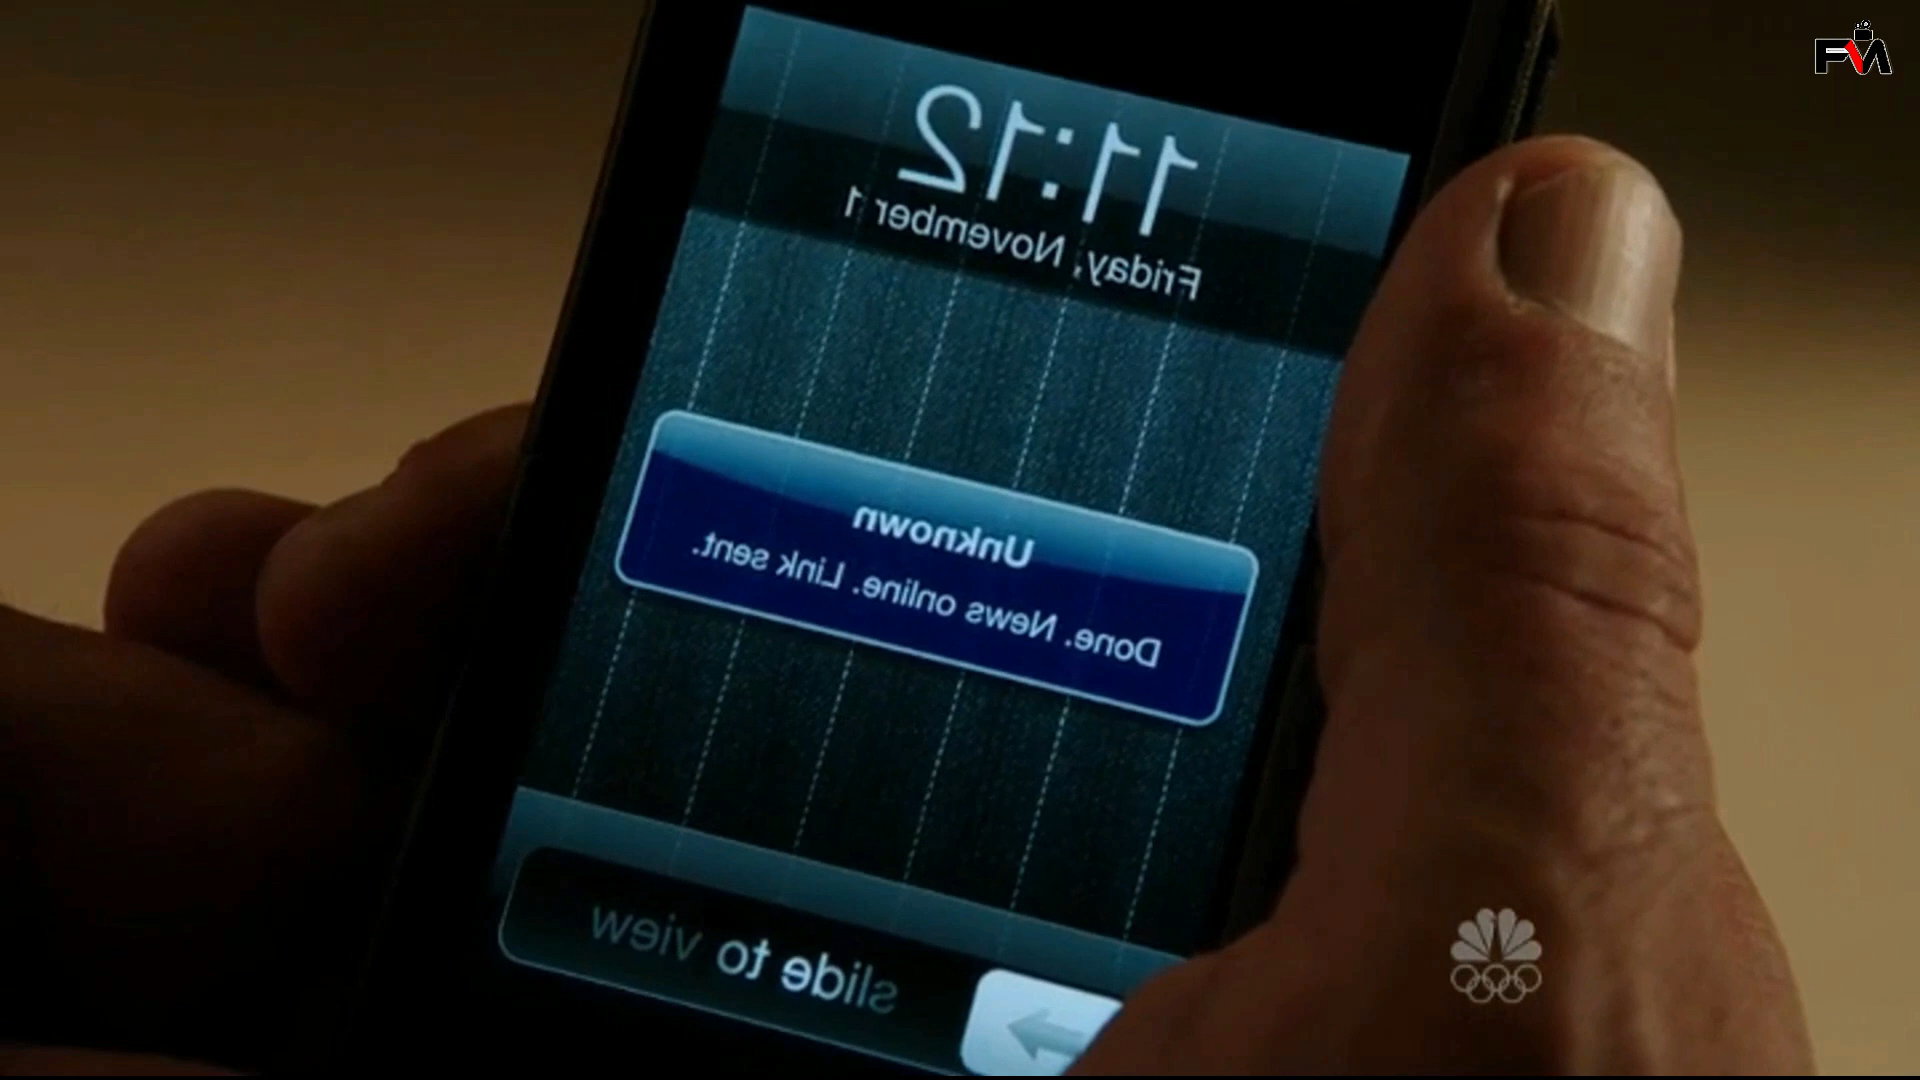 11:12
Friday, November 1
Unknown
Done. News online. Link sent.
slide to view